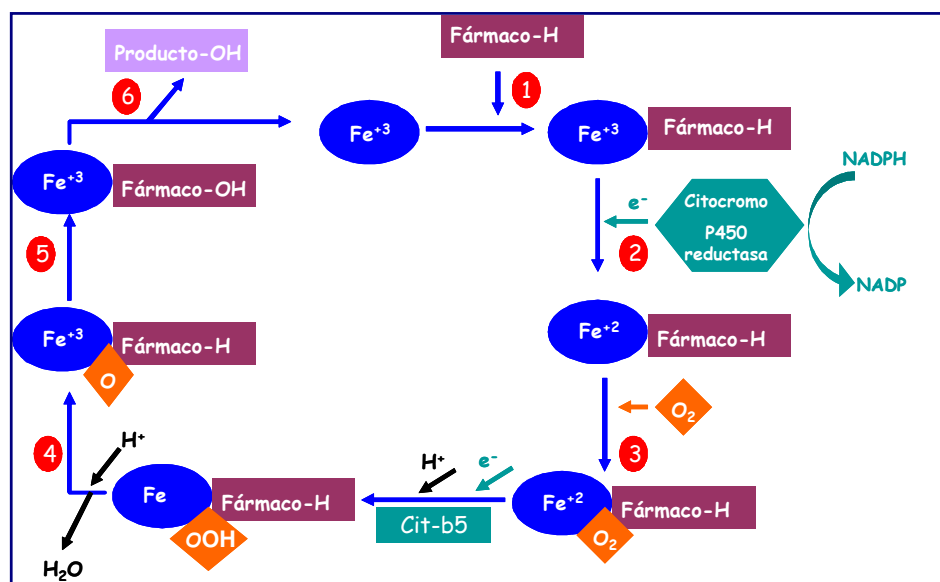 Fármaco-H
Producto-OH
6
1
Fe+3
Fe+3
Fármaco-H
NADPH
Fe+3
Fármaco-OH
e-
Citocromo
P450
reductasa
2
5
NADP
Fe+3
Fármaco-H
O
Fe+2
Fármaco-H
O2
4
H+
3
H+
e-
Fe
Fármaco-H
OOH
Cit-b5
Fe+2
Fármaco-H
O2
H2O